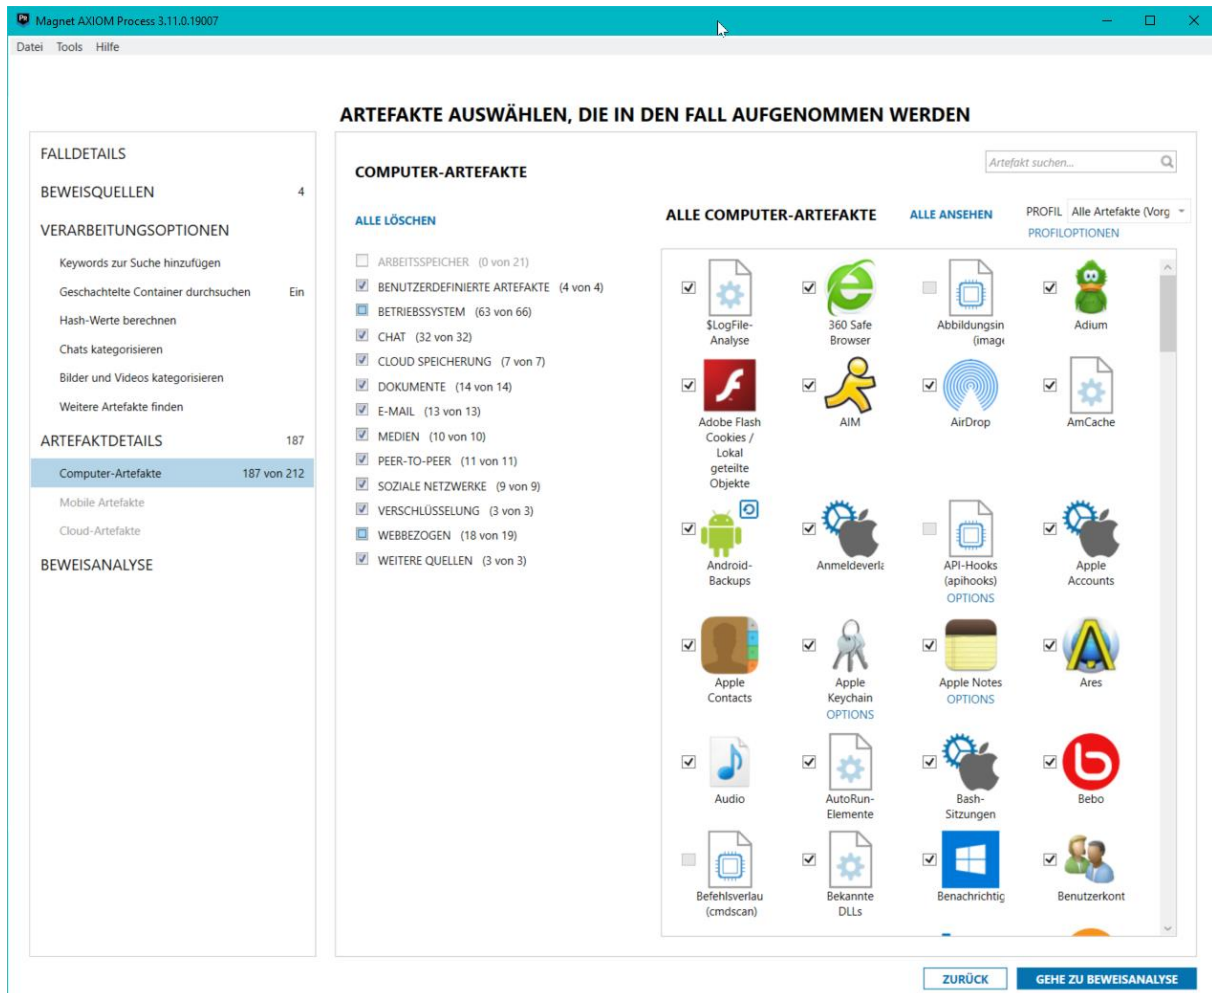 Magnet AXIOM Process 3.11.0.19007
Datei Tools Hilfe
ARTEFAKTE AUSWÄHLEN, DIE IN DEN FALL AUFGENOMMEN WERDEN
FALLDETAILS
BEWEISQUELLEN 4
VERARBEITUNGSOPTIONEN
Keywords zur Suche hinzufügen
Geschachtelte Container durchsuchen Ein
Hash-Werte berechnen
Chats kategorisieren
Bilder und Videos kategorisieren
Weitere Artefakte finden
ARTEFAKTDETAILS 187
Computer-Artefakte 187 von 212
Mobile Artefakte
Cloud-Artefakte
BEWEISANALYSE
COMPUTER-ARTEFAKTE
ALLE LÖSCHEN
ARBEITSSPEICHER (0 von 21)
BENUTZERDEFINIERTE ARTEFAKTE (4 von 4)
BETRIEBSSYSTEM (63 von 66)
CHAT (32 von 32)
CLOUD SPEICHERUNG (7 von 7)
DOKUMENTE (14 von 14)
E-MAIL (13 von 13)
MEDIEN (10 von 10)
PEER-TO-PEER (11 von 11)
SOZIALE NETZWERKE (9 von 9)
VERSCHLÜSSELUNG (3 von 3)
WEBBEZOGEN (18 von 19)
WEITERE QUELLEN (3 von 3)
Artefakt suchen...
ALLE COMPUTER-ARTEFAKTE
ALLE ANSEHEN
PROFIL Alle Artefakte (Vorg
PROFILOPTIONEN
$LogFile-
Analyse
360 Safe
Browser
Abbildungsin
(image
Adium
Adobe Flash
Cookies /
Lokal
geteilte
Objekte
AIM
AirDrop
AmCache
Android-
Backups
Anmeldeverla
API-Hooks
(apihooks)
OPTIONS
Apple
Accounts
Apple
Contacts
Apple
Keychain
OPTIONS
Apple Notes
OPTIONS
Ares
Audio
AutoRun-
Elemente
Bash-
Sitzungen
Bebo
Befehlsverlau
(cmdscan)
Bekannte
DLLs
Benachrichtig
Benutzerkont
ZURÜCK
GEHE ZU BEWEISANALYSE